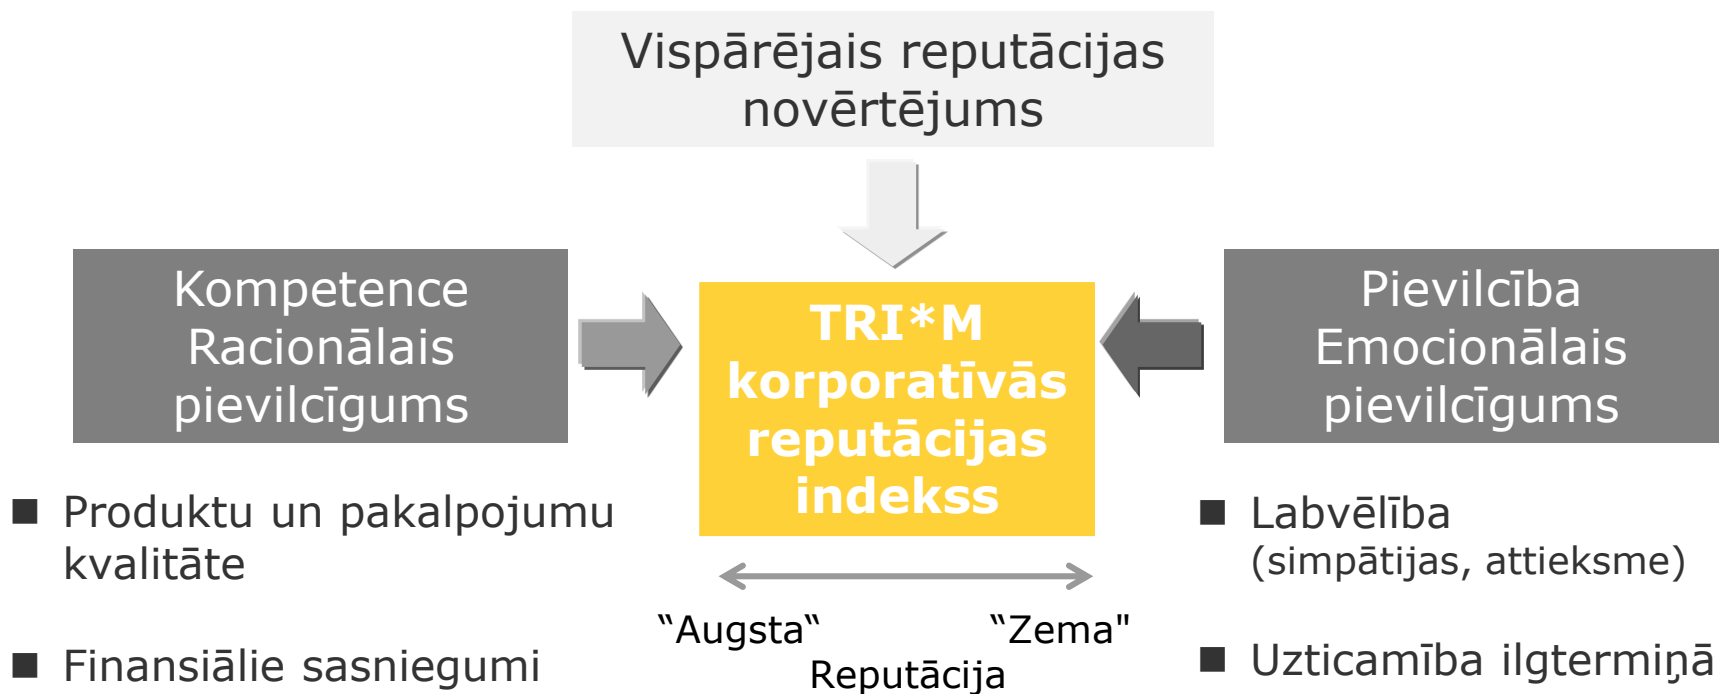 Vispārējais reputācijas
novērtējums
Kompetence
Racionālais
pievilcīgums
TRI*M
korporatīvās
reputācijas
indekss
Pievilcība
Emocionālais
pievilcīgums
■ Produktu un pakalpojumu
kvalitāte
■ Finansiālie sasniegumi
“Augsta“ “Zema"
Reputācija
■ Labvēlība
(simpātijas, attieksme)
■ Uzticamība ilgtermiņā